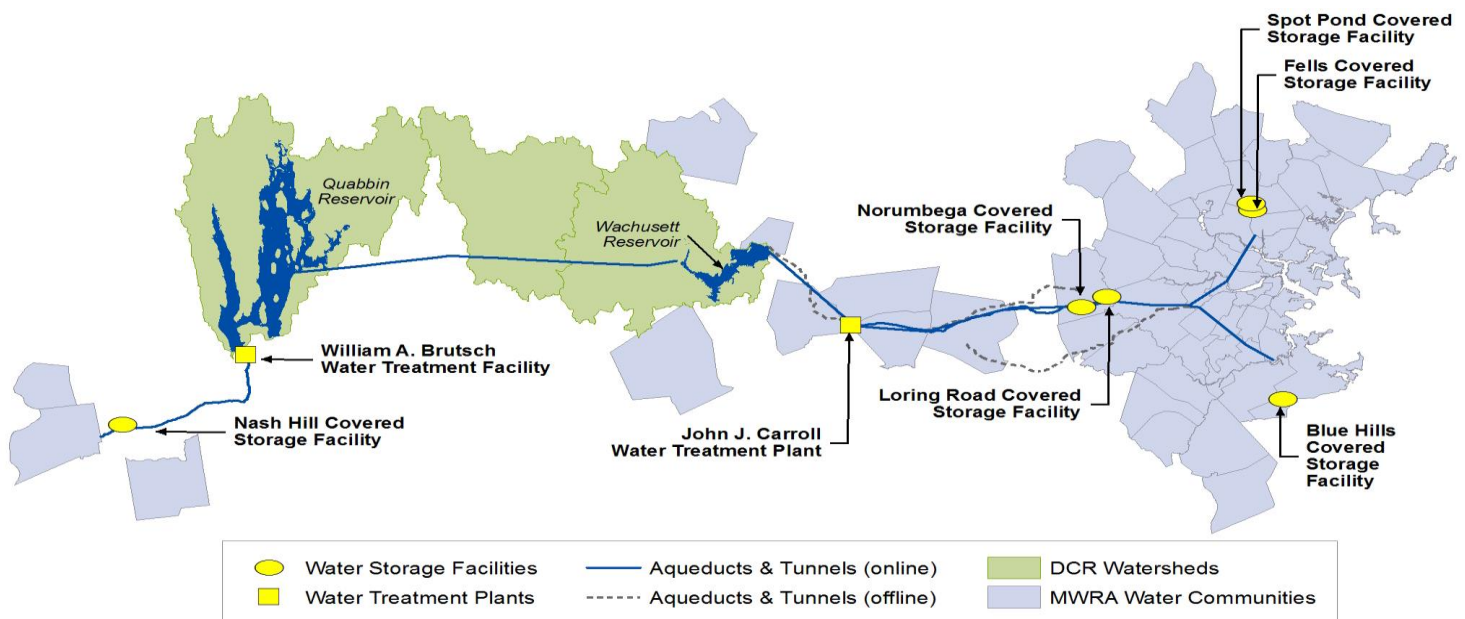 Spot Pond Covered
Storage Facility
Fells Covered
Storage Facility
Quabbin
Reservoir
Wachusett
Reservoir
Norumbega Covered
Storage Facility
William A. Brutsch
Water Treatment Facility
Nash Hill Covered
Storage Facility
John J. Carroll
Water Treatment Plant
Loring Road Covered
Storage Facility
Blue Hills
Covered
Storage
Facility
Water Storage Facilities
Aqueducts & Tunnels (online)
DCR Watersheds
Water Treatment Plants
Aqueducts & Tunnels (offline)
MWRA Water Communities